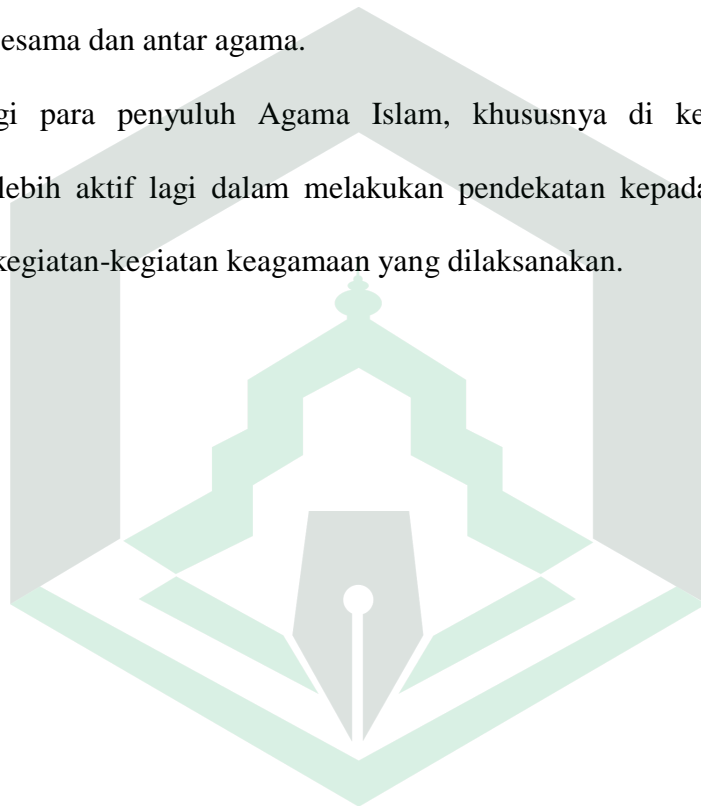 esama dan antar agama.
gi para penyuluh Agama Islam, khususnya di ke
lebih aktif lagi dalam melakukan pendekatan kepada
kegiatan-kegiatan keagamaan yang dilaksanakan.